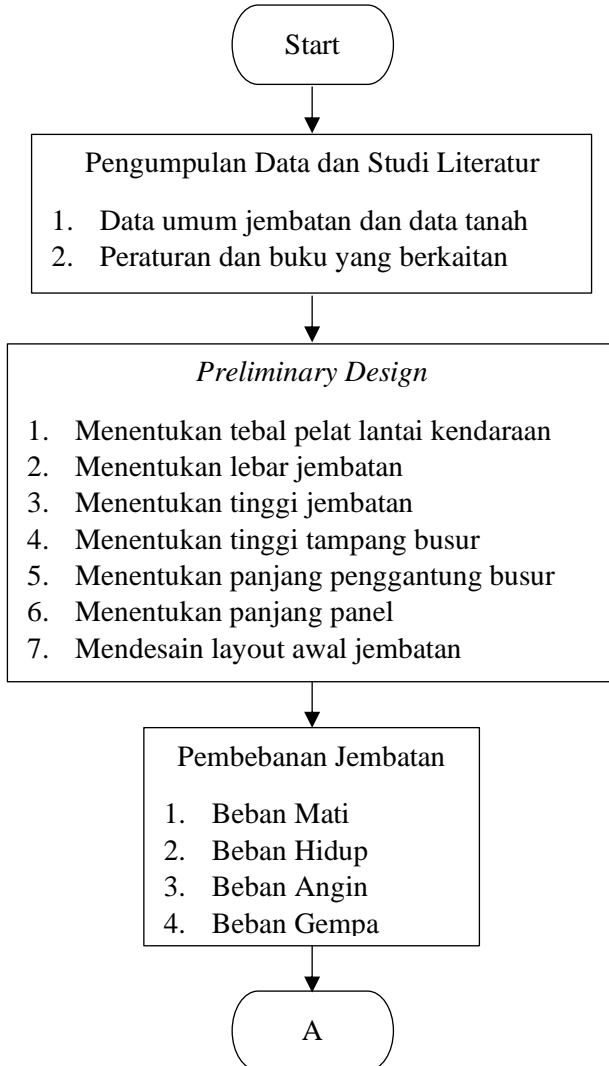 Start
Pengumpulan Data dan Studi Literatur
1. Data umum jembatan dan data tanah
2. Peraturan dan buku yang berkaitan
Preliminary Design
1. Menentukan tebal pelat lantai kendaraan
2. Menentukan lebar jembatan
3. Menentukan tinggi jembatan
4. Menentukan tinggi tampang busur
5. Menentukan panjang penggantung busur
6. Menentukan panjang panel
7. Mendesain layout awal jembatan
Pembebanan Jembatan
1. Beban Mati
2. Beban Hidup
3. Beban Angin
4. Beban Gempa
A